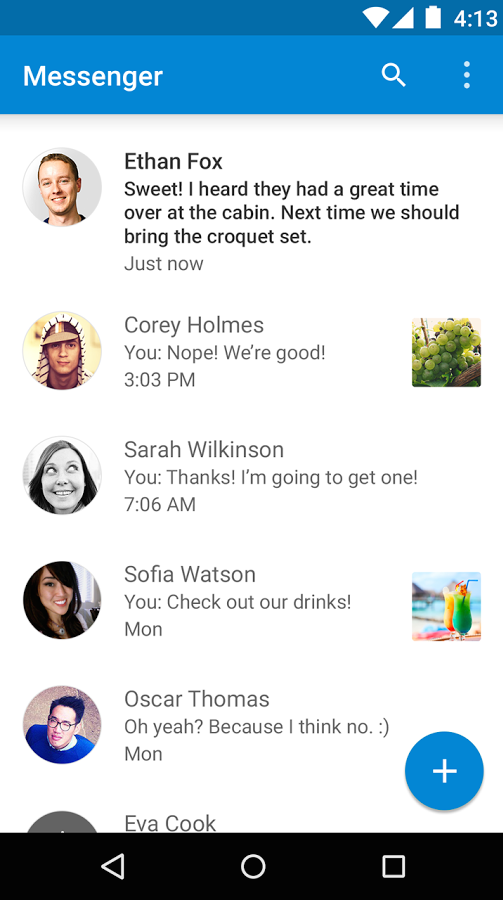 4:13
Messenger
Ethan Fox
Sweet! I heard they had a great time
over at the cabin. Next time we should
bring the croquet set.
Just now
Corey Holmes
You: Nope! We’re good!
3:03 PM
Sarah Wilkinson
You: Thanks! I’m going to get one!
7:06 AM
Sofia Watson
You: Check out our drinks!
Mon
Oscar Thomas
Oh yeah? Because I think no. :)
Mon
Eva Cook